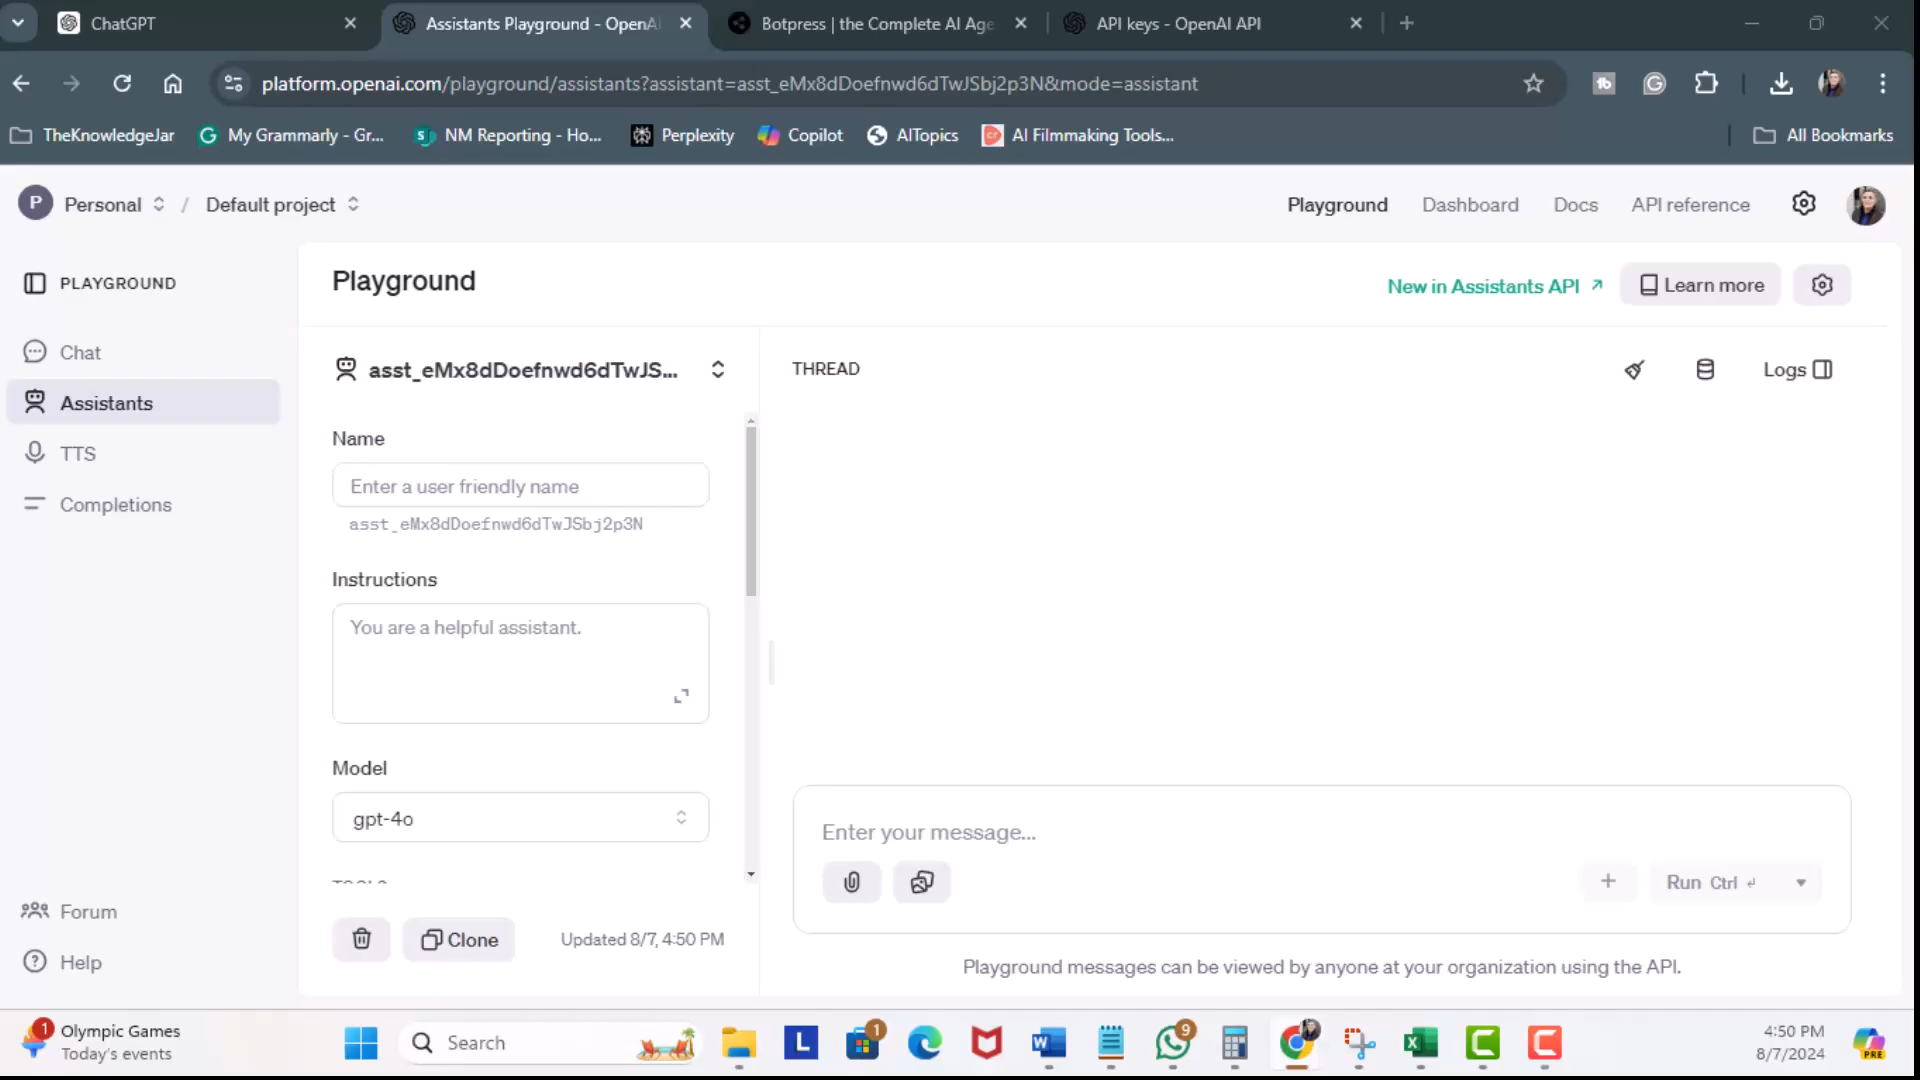 ChatGPT
Assistants Playground - OpenAI
Botpress | the Complete AI Age
API keys - OpenAI API
platform.openai.com/playground/assistants?assistant=asst_eMx8dDoefnwd6dTwJSbj2p3N&mode=assistant
TheKnowledgeJar
My Grammarly - Gr...
NM Reporting - Ho...
Perplexity
Copilot
AITopics
AI Filmmaking Tools...
All Bookmarks
P Personal / Default project
Playground
Dashboard
Docs
API reference
PLAYGROUND
Chat
Assistants
TTS
Completions
Forum
Help
Playground
New in Assistants API
Learn more
asst_eMx8dDoefnwd6dTwJS...
THREAD
Logs
Name
Enter a user friendly name
asst_eMx8dDoefnwd6dTwJSbj2p3N
Instructions
You are a helpful assistant.
Model
gpt-4o
Clone
Updated 8/7, 4:50 PM
Enter your message...
Run Ctrl ↵
Playground messages can be viewed by anyone at your organization using the API.
1
Olympic Games
Today's events
Search
L
1
W
9
X
4:50 PM
8/7/2024
PRE